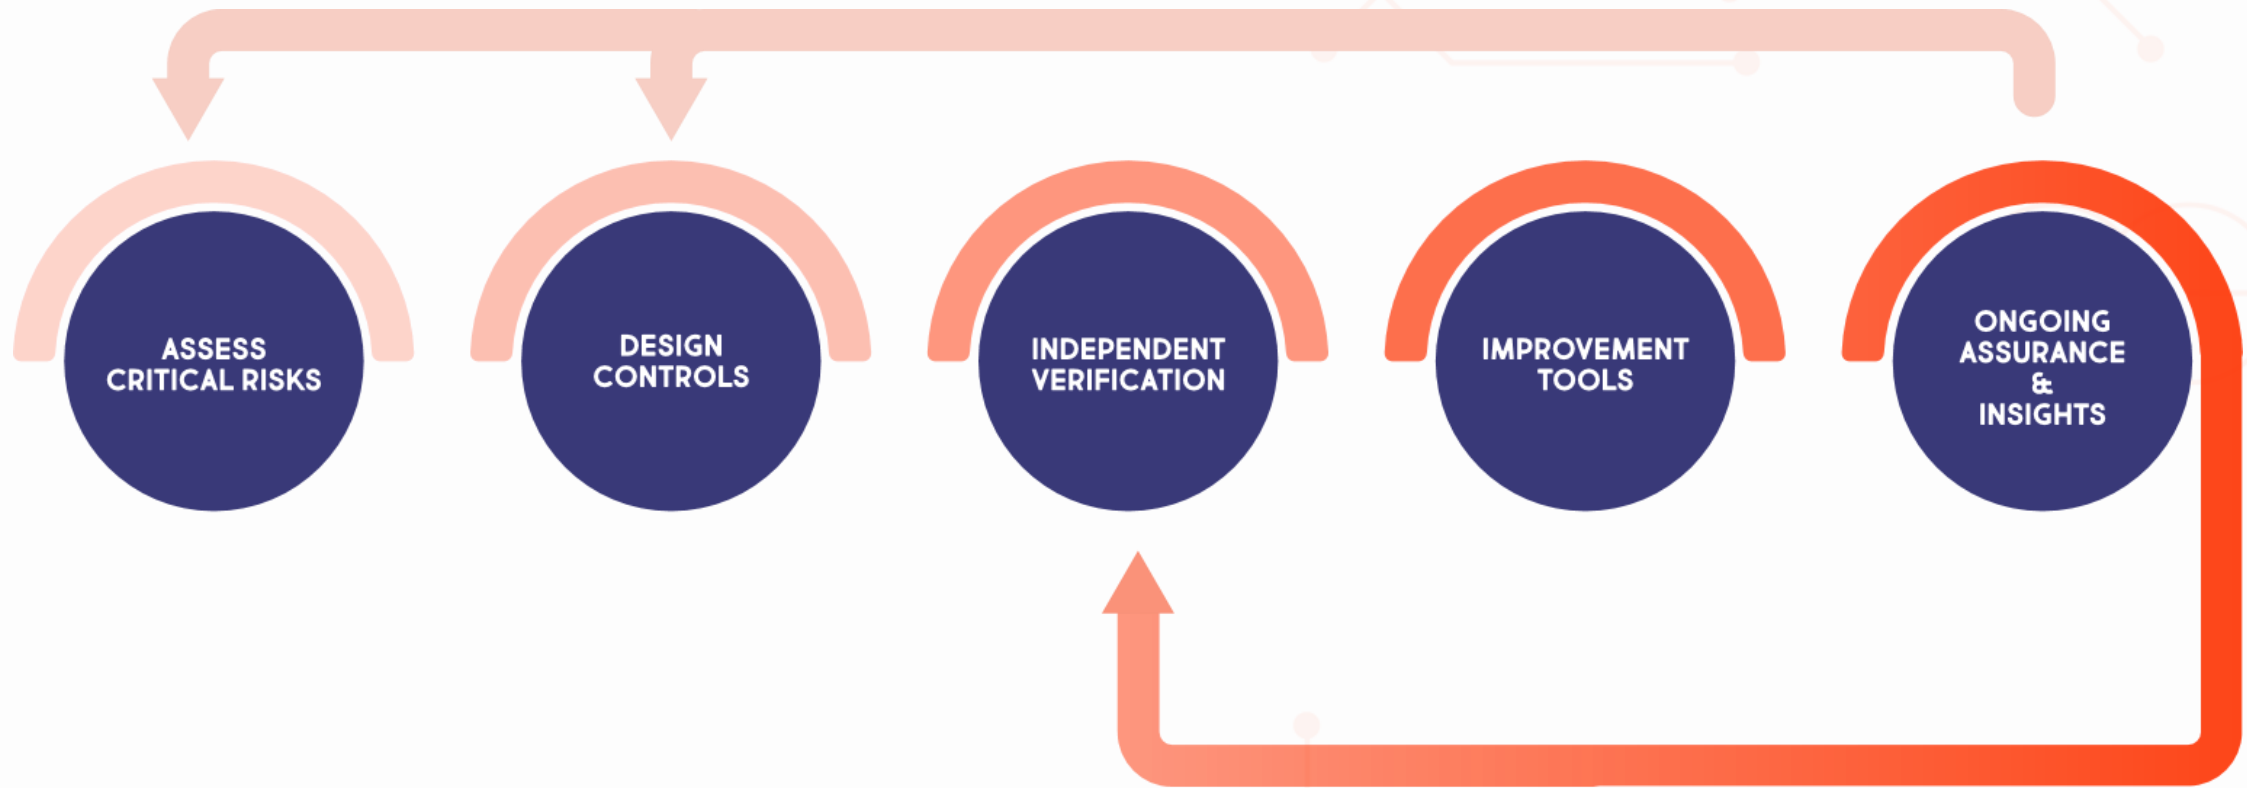 ASSESS
CRITICAL RISKS
DESIGN
CONTROLS
INDEPENDENT
VERIFICATION
IMPROVEMENT
TOOLS
ONGOING
ASSURANCE
&
INSIGHTS